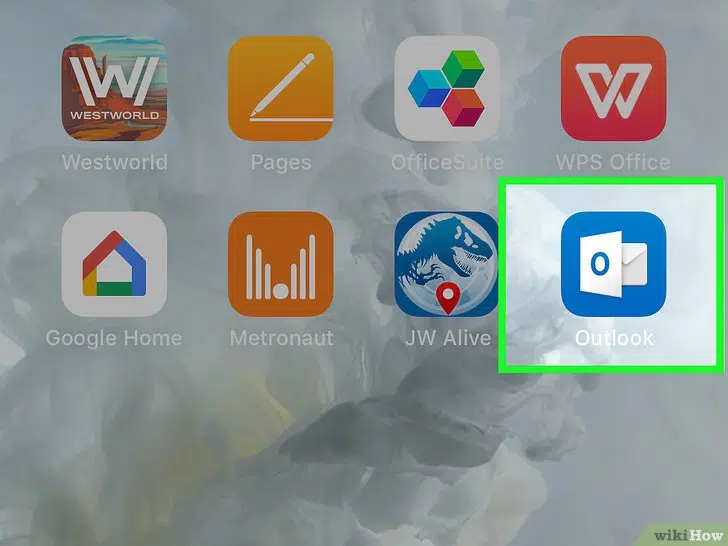 W
WESTWORLD
Westworld
Pages
OfficeSuite
WPS Office
Google Home
Metronaut
JW Alive
O
Outlook
wikiHow